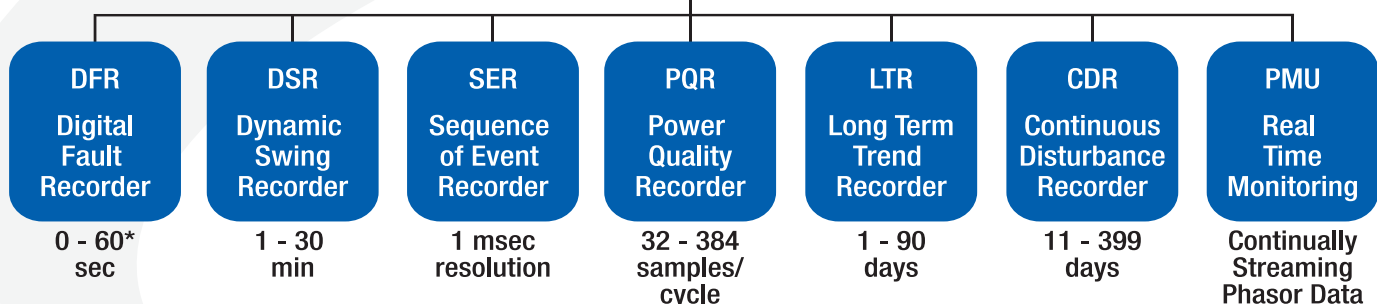 DFR
Digital
Fault
Recorder
0 - 60*
sec
DSR
Dynamic
Swing
Recorder
1 - 30
min
SER
Sequence
of Event
Recorder
1 msec
resolution
PQR
Power
Quality
Recorder
32 - 384
samples/
cycle
LTR
Long Term
Trend
Recorder
1 - 90
days
CDR
Continuous
Disturbance
Recorder
11 - 399
days
PMU
Real
Time
Monitoring
Continually
Streaming
Phasor Data